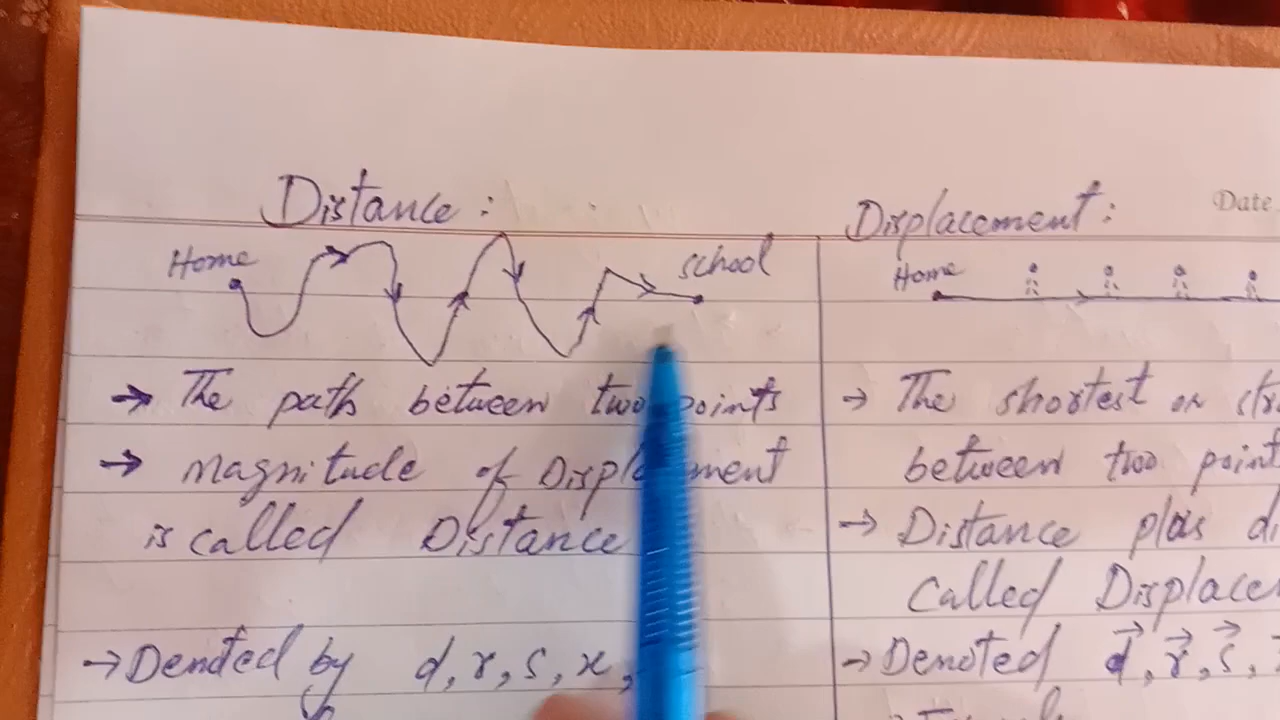 Distance:
Home
school
→ The path between two points
→ magnitude of Displacement
is called Distance
→ Denoted by d, r, s, x,
Date.
Displacement:
Home
→ The shortest or
between two point
→ Distance plus
Called Displace
→ Denoted d⃗, r⃗, s⃗,